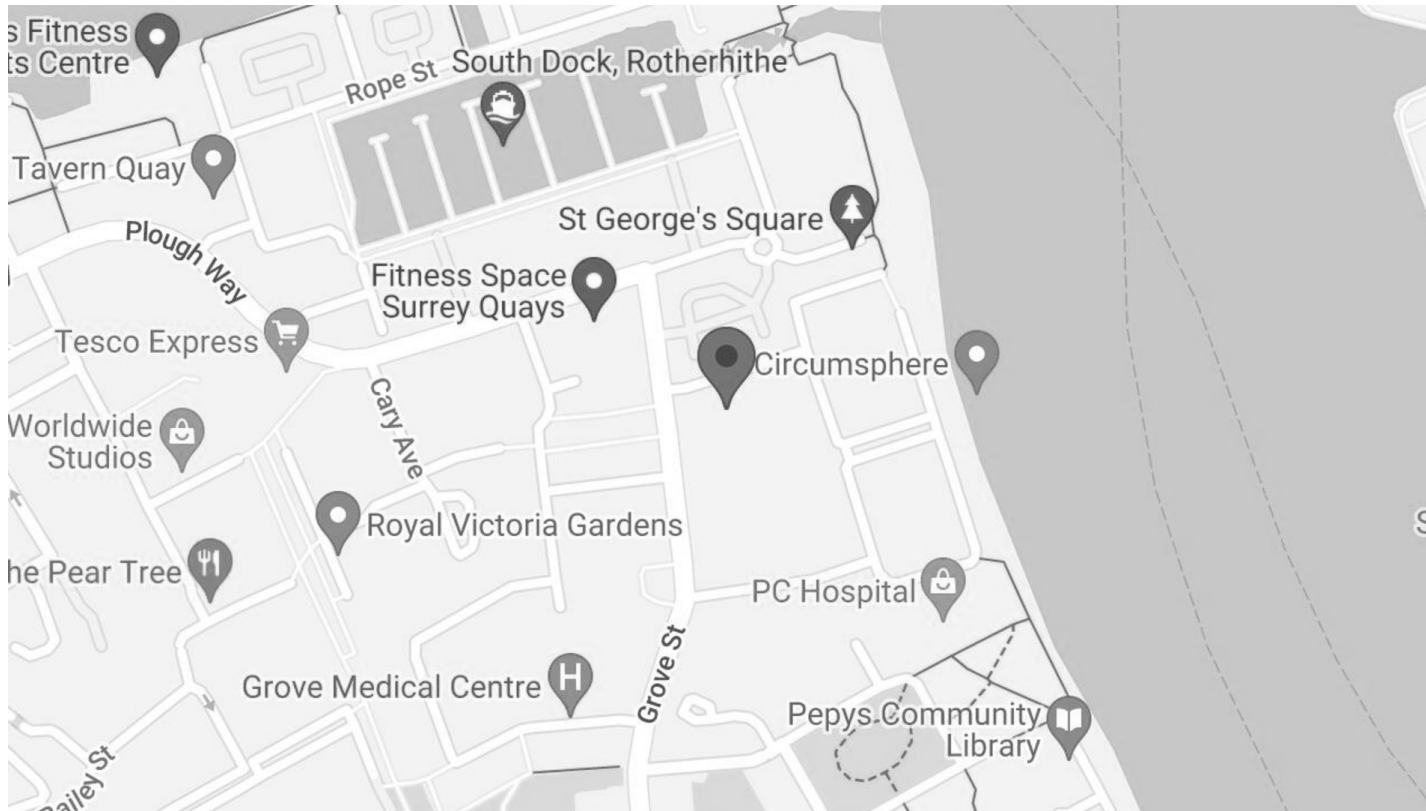 s Fitness
ts Centre
South Dock, Rotherhithe
Rope St
Tavern Quay
St George's Square
Plough Way
Fitness Space
Surrey Quays
Tesco Express
Circumsphere
Cary Ave
Worldwide
Studios
Royal Victoria Gardens
he Pear Tree
PC Hospital
Grove St
Grove Medical Centre
H
Pepys Community
Library
Bailey St
S